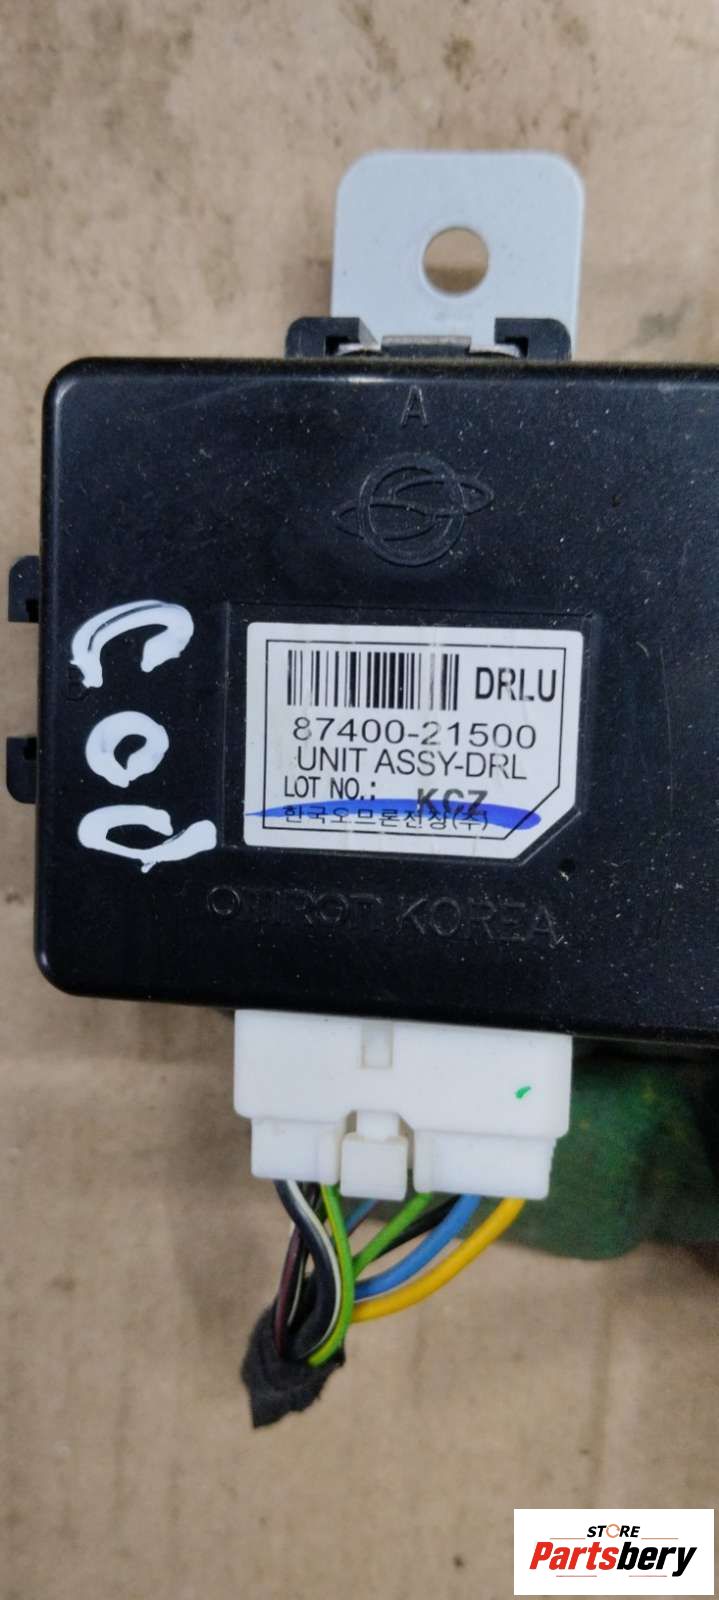 A
COJ
DRLU
87400-21500
UNIT ASSY-DRL
LOT NO.: KCZ
한국오므론전장(주)
OMRON KOREA
STORE
Partsbery